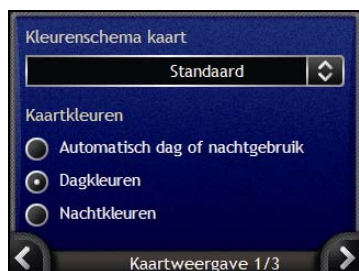 Kleurenschema kaart
Standaard
Kaartkleuren
Automatisch dag of nachtgebruik
Dagkleuren
Nachtkleuren
Kaartweergave 1/3